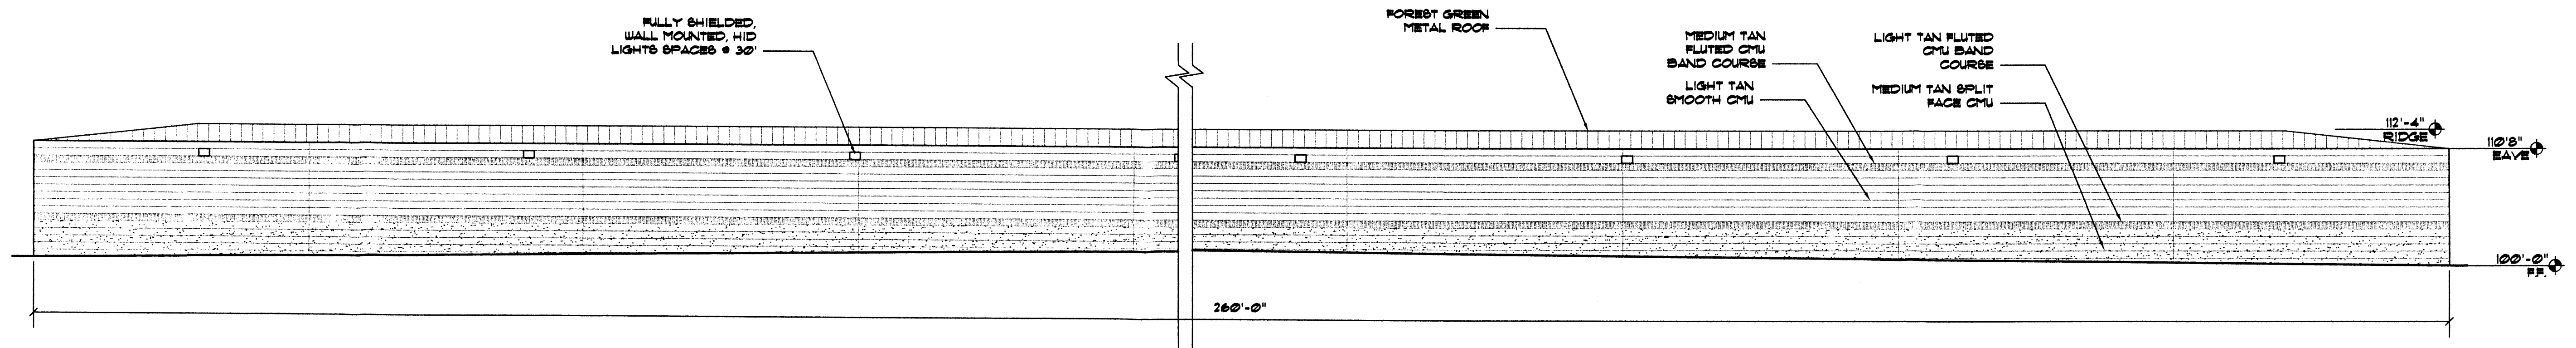 FULLY SHIELDED,
WALL MOUNTED, HID
LIGHTS SPACES @ 30'
FOREST GREEN
METAL ROOF
MEDIUM TAN
FLUTED CMU
BAND COURSE
LIGHT TAN
SMOOTH CMU
LIGHT TAN FLUTED
CMU BAND
COURSE
MEDIUM TAN SPLIT
FACE CMU
112'-4"
RIDGE
110'8"
EAVE
100'-0"
FF.
260'-0"